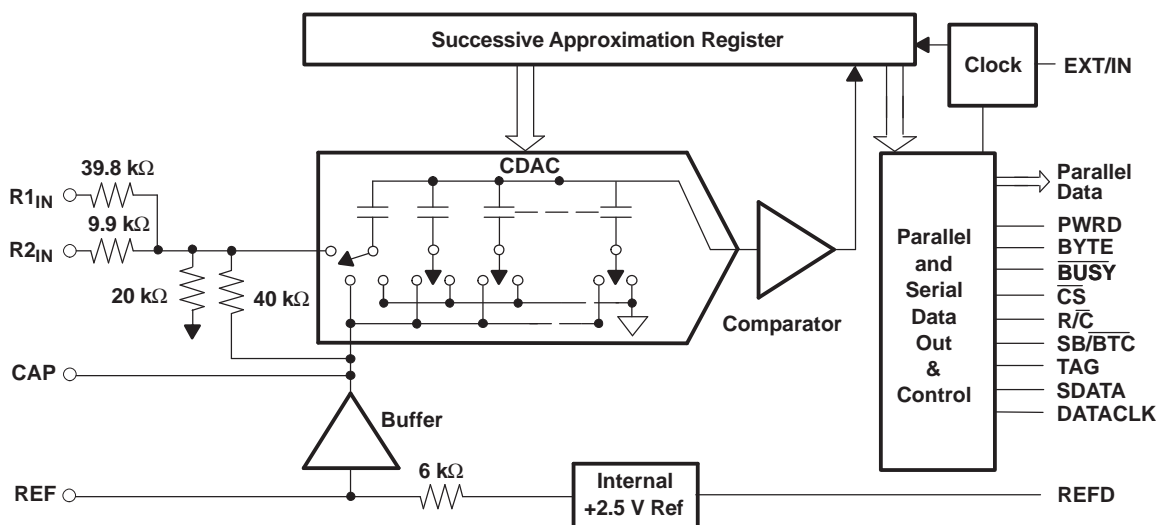 Successive Approximation Register
Clock
EXT/IN
CDAC
39.8 kΩ
R1IN
9.9 kΩ
R2IN
20 kΩ
40 kΩ
Comparator
Parallel
and
Serial
Data
Out
&
Control
Parallel
Data
PWRD
BYTE
BUSY
CS
R/C
SB/BTC
TAG
SDATA
DATACLK
CAP
Buffer
REF
6 kΩ
Internal
+2.5 V Ref
REFD